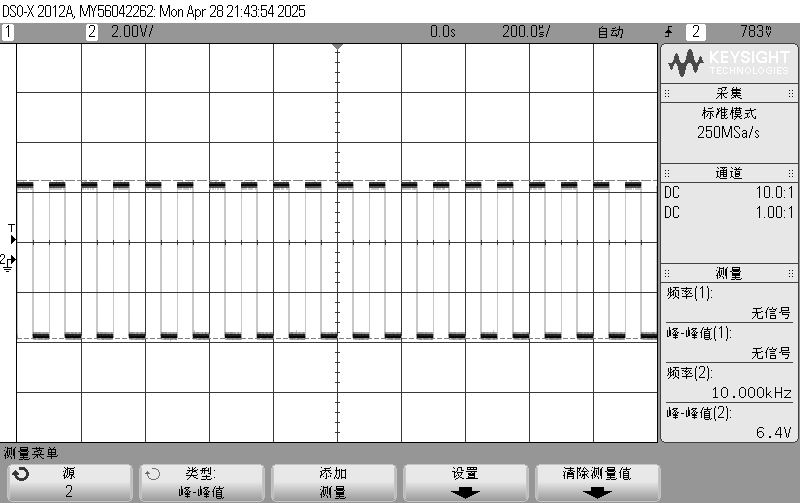 DSO-X 2012A, MY56042262: Mon Apr 28 21:43:54 2025
1 2 2.00V/ 0.0s 200.0us/ 自动 2 783mV
KEYSIGHT
TECHNOLOGIES
采集
标准模式
250MSa/s
通道
DC 10.0:1
DC 1.00:1
T
2
测量
频率(1):
无信号
峰-峰值(1):
无信号
频率(2):
10.000kHz
峰-峰值(2):
6.4V
测量菜单
源
2
类型:
峰-峰值
添加
测量
设置
清除测量值